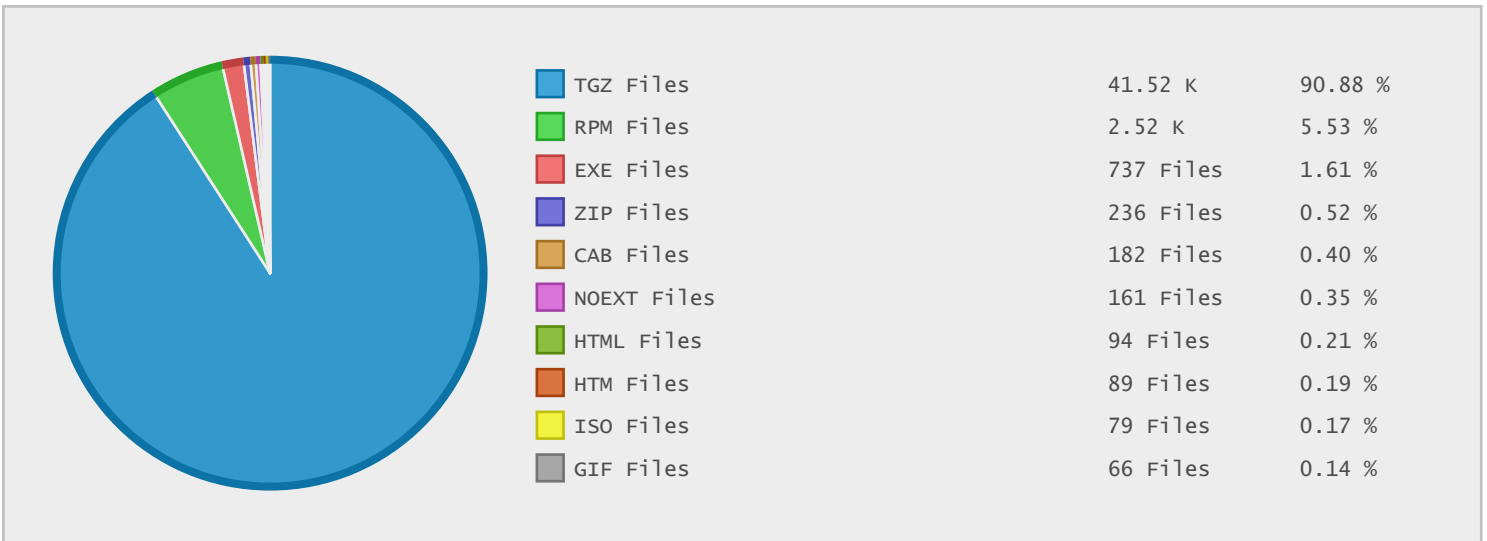 TGZ Files 41.52 K 90.88 %
RPM Files 2.52 K 5.53 %
EXE Files 737 Files 1.61 %
ZIP Files 236 Files 0.52 %
CAB Files 182 Files 0.40 %
NOEXT Files 161 Files 0.35 %
HTML Files 94 Files 0.21 %
HTM Files 89 Files 0.19 %
ISO Files 79 Files 0.17 %
GIF Files 66 Files 0.14 %